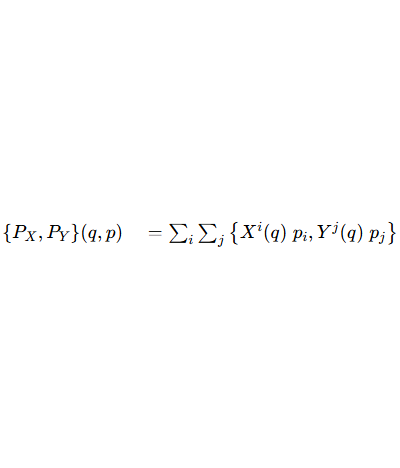 {P_X, P_Y}(q, p) = ∑_i ∑_j {X^i(q) p_i, Y^j(q) p_j}